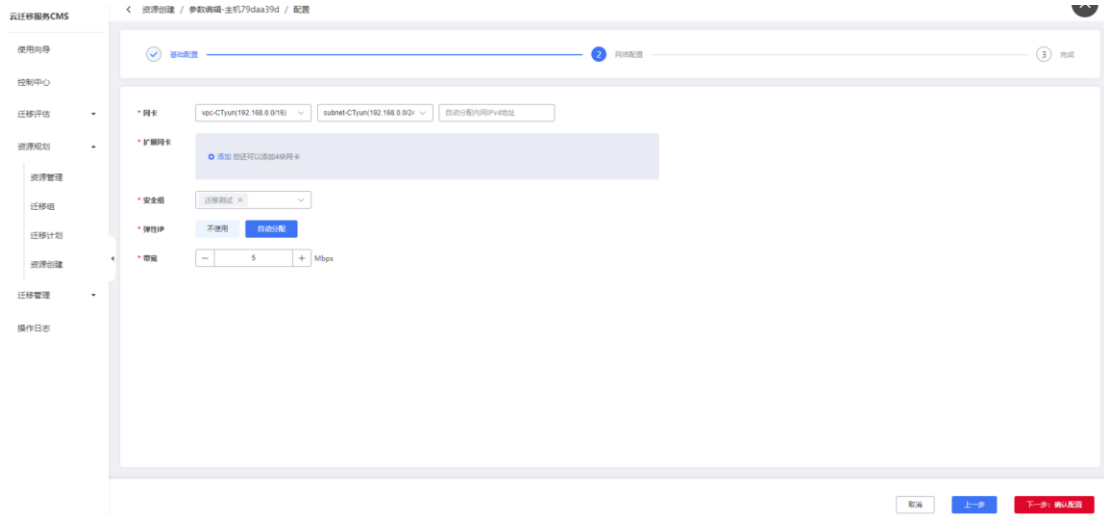 云迁移服务CMS
资源创建 / 参数编辑-主机79daa39d / 配置
使用向导
控制中心
迁移评估
资源规划
资源管理
迁移组
迁移计划
资源创建
迁移管理
操作日志
基础配置
2 网络配置
3 完成
* 网卡 vpc-CTyun(192.168.0.0/16) subnet-CTyun(192.168.0.0/24 自动分配内网IPv4地址
* 扩展网卡 添加 您还可以添加4块网卡
* 安全组 迁移测试 ×
* 弹性IP 不使用 自动分配
* 带宽 — 5 + Mbps
取消 上一步 下一步：确认配置